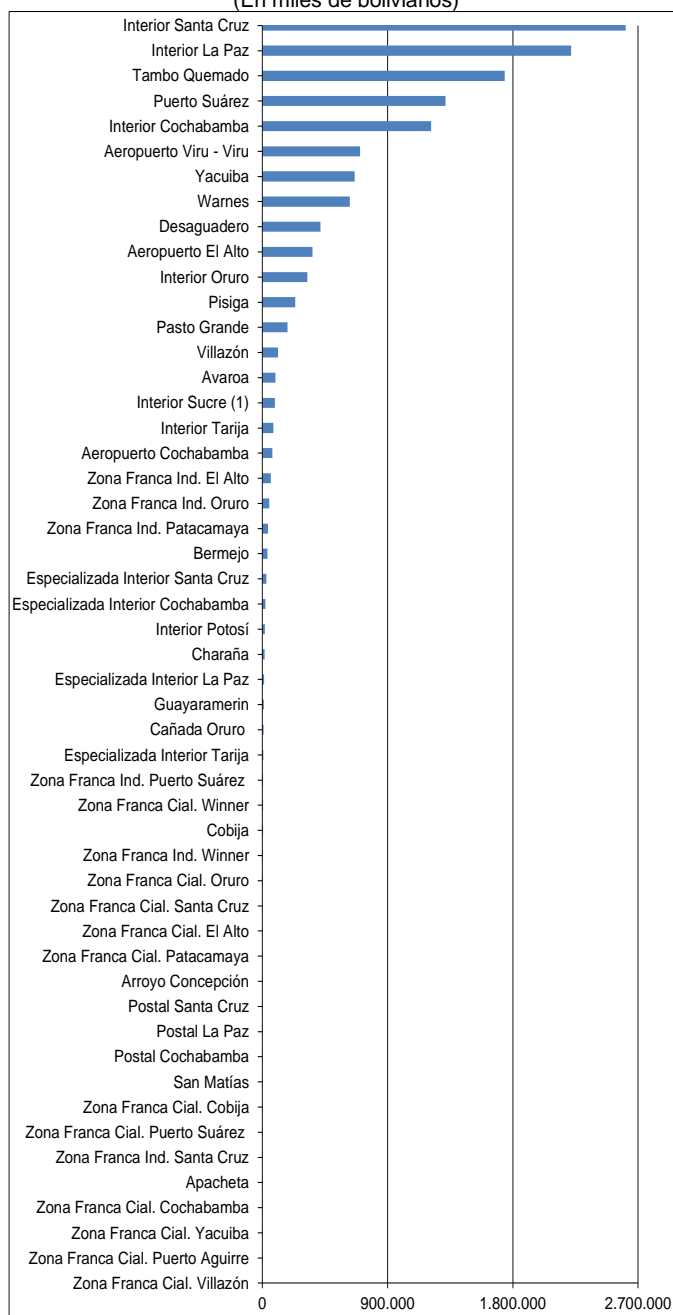 (En miles de bolivianos)
Interior Santa Cruz
Interior La Paz
Tambo Quemado
Puerto Suárez
Interior Cochabamba
Aeropuerto Viru - Viru
Yacuiba
Warnes
Desaguadero
Aeropuerto El Alto
Interior Oruro
Pisiga
Pasto Grande
Villazón
Avaroa
Interior Sucre (1)
Interior Tarija
Aeropuerto Cochabamba
Zona Franca Ind. El Alto
Zona Franca Ind. Oruro
Zona Franca Ind. Patacamaya
Bermejo
Especializada Interior Santa Cruz
Especializada Interior Cochabamba
Interior Potosí
Charaña
Especializada Interior La Paz
Guayaramerin
Cañada Oruro
Especializada Interior Tarija
Zona Franca Ind. Puerto Suárez
Zona Franca Cial. Winner
Cobija
Zona Franca Ind. Winner
Zona Franca Cial. Oruro
Zona Franca Cial. Santa Cruz
Zona Franca Cial. El Alto
Zona Franca Cial. Patacamaya
Arroyo Concepción
Postal Santa Cruz
Postal La Paz
Postal Cochabamba
San Matías
Zona Franca Cial. Cobija
Zona Franca Cial. Puerto Suárez
Zona Franca Ind. Santa Cruz
Apacheta
Zona Franca Cial. Cochabamba
Zona Franca Cial. Yacuiba
Zona Franca Cial. Puerto Aguirre
Zona Franca Cial. Villazón
0 900.000 1.800.000 2.700.000